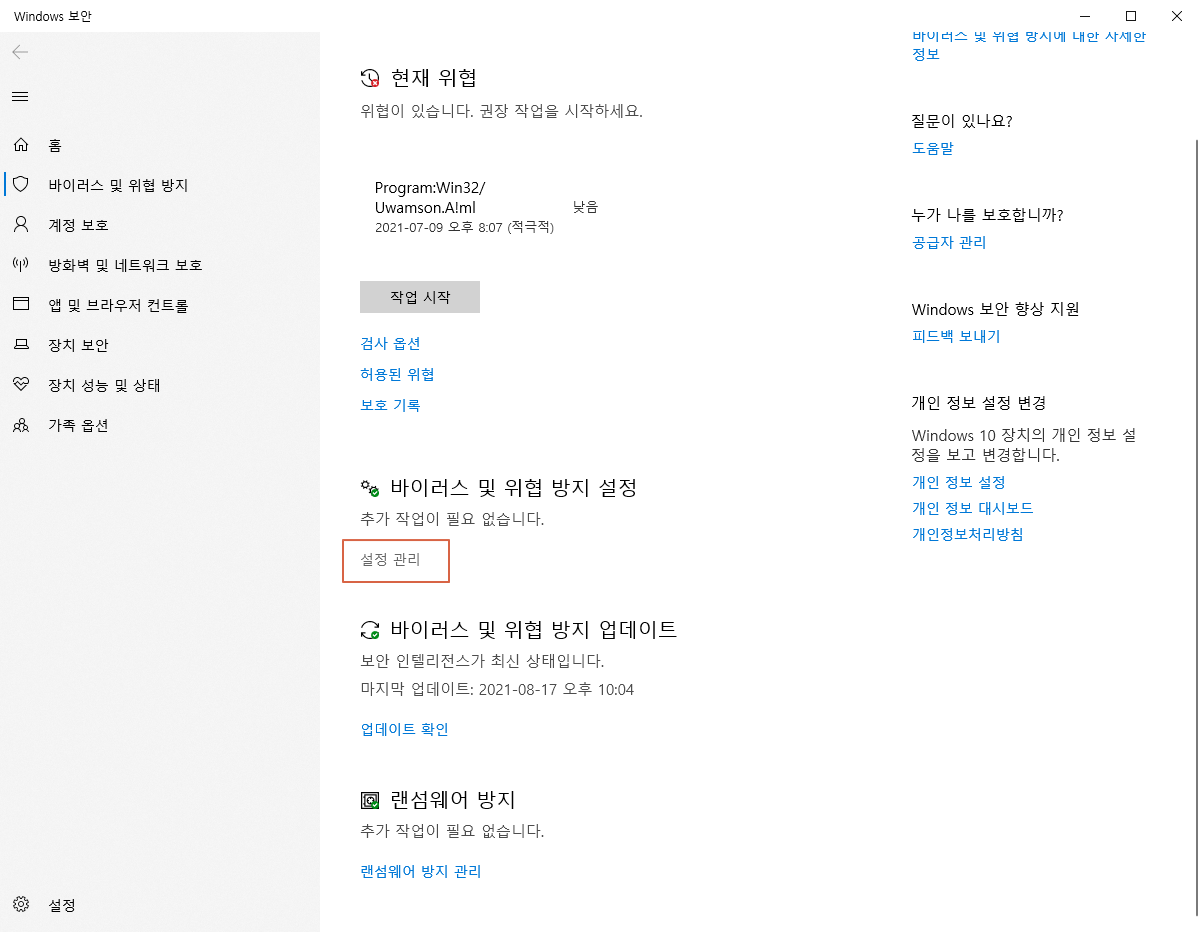 Windows 보안
홈
바이러스 및 위협 방지
계정 보호
방화벽 및 네트워크 보호
앱 및 브라우저 컨트롤
장치 보안
장치 성능 및 상태
가족 옵션
설정
현재 위협
위협이 있습니다. 권장 작업을 시작하세요.
Program:Win32/
Uwamson.A!ml
낮음
2021-07-09 오후 8:07 (적극적)
작업 시작
검사 옵션
허용된 위협
보호 기록
바이러스 및 위협 방지 설정
추가 작업이 필요 없습니다.
설정 관리
바이러스 및 위협 방지 업데이트
보안 인텔리전스가 최신 상태입니다.
마지막 업데이트: 2021-08-17 오후 10:04
업데이트 확인
랜섬웨어 방지
추가 작업이 필요 없습니다.
랜섬웨어 방지 관리
바이러스 및 위협 방지에 대한 자세한
정보
질문이 있나요?
도움말
누가 나를 보호합니까?
공급자 관리
Windows 보안 향상 지원
피드백 보내기
개인 정보 설정 변경
Windows 10 장치의 개인 정보 설
정을 보고 변경합니다.
개인 정보 설정
개인 정보 대시보드
개인정보처리방침